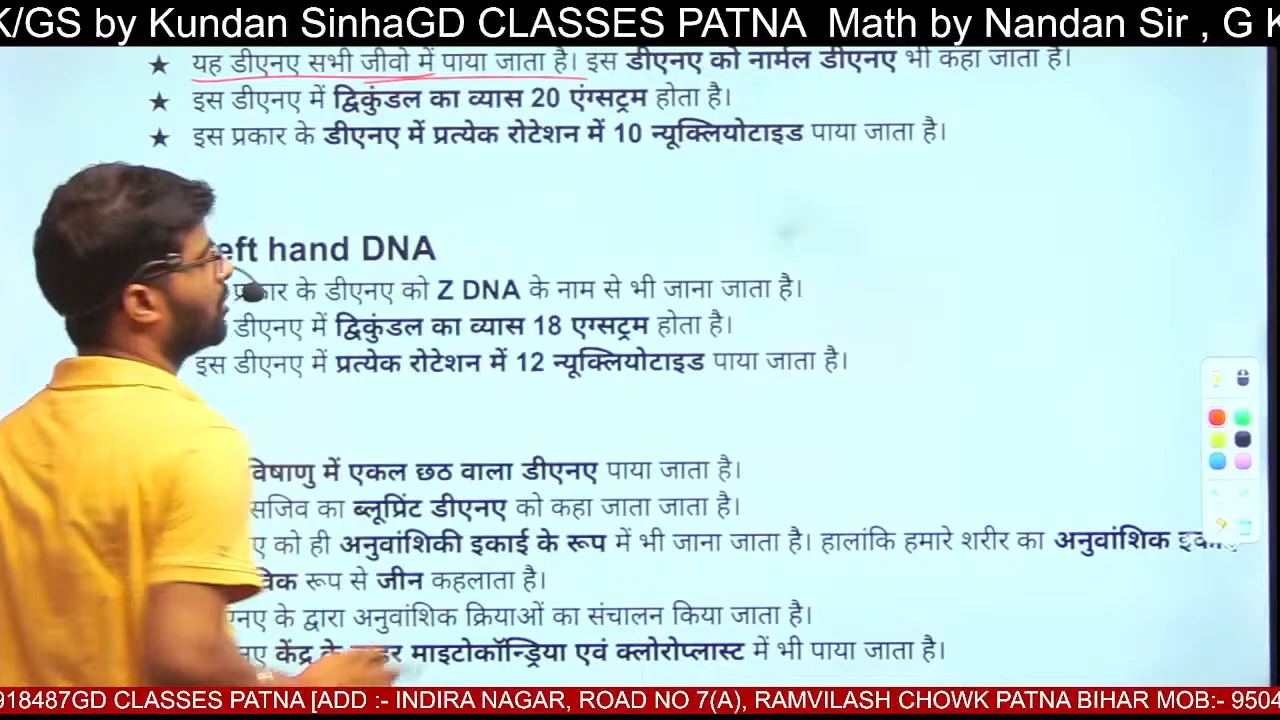 K/GS by Kundan SinhaGD CLASSES PATNA Math by Nandan Sir , G K
★ यह डीएनए सभी जीवो में पाया जाता है। इस डीएनए को नार्मल डीएनए भी कहा जाता है।
★ इस डीएनए में द्विकुंडल का व्यास 20 एंग्सट्रम होता है।
★ इस प्रकार के डीएनए में प्रत्येक रोटेशन में 10 न्यूक्लियोटाइड पाया जाता है।
eft hand DNA
के डीएनए को Z DNA के नाम से भी जाना जाता है।
डीएनए में द्विकुंडल का व्यास 18 एग्सट्रम होता है।
इस डीएनए में प्रत्येक रोटेशन में 12 न्यूक्लियोटाइड पाया जाता है।
विषाणु में एकल छठ वाला डीएनए पाया जाता है।
सजिव का ब्लूप्रिंट डीएनए को कहा जाता जाता है।
ए को ही अनुवांशिकी इकाई के रूप में भी जाना जाता है। हालांकि हमारे शरीर का अनुवांशिक
रूप से जीन कहलाता है।
एनए के द्वारा अनुवांशिक क्रियाओं का संचालन किया जाता है।
नए केंद्र के माइटोकॉन्ड्रिया एवं क्लोरोप्लास्ट में भी पाया जाता है।
918487GD CLASSES PATNA [ADD :- INDIRA NAGAR, ROAD NO 7(A), RAMVILASH CHOWK PATNA BIHAR MOB:- 9504